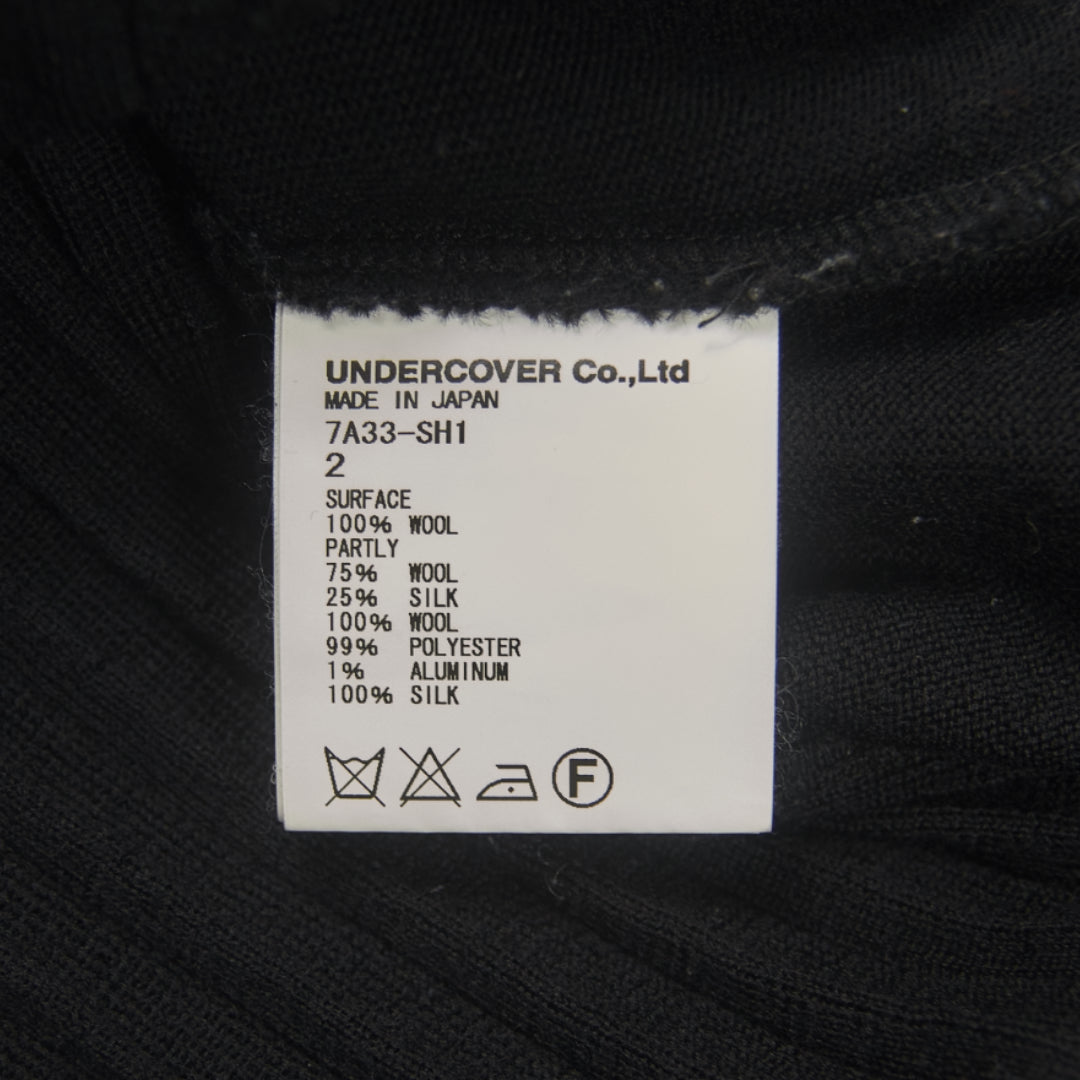 UNDERCOVER Co.,Ltd
MADE IN JAPAN
7A33-SH1
2
SURFACE
100% WOOL
PARTLY
75% WOOL
25% SILK
100% WOOL
99% POLYESTER
1% ALUMINUM
100% SILK
F